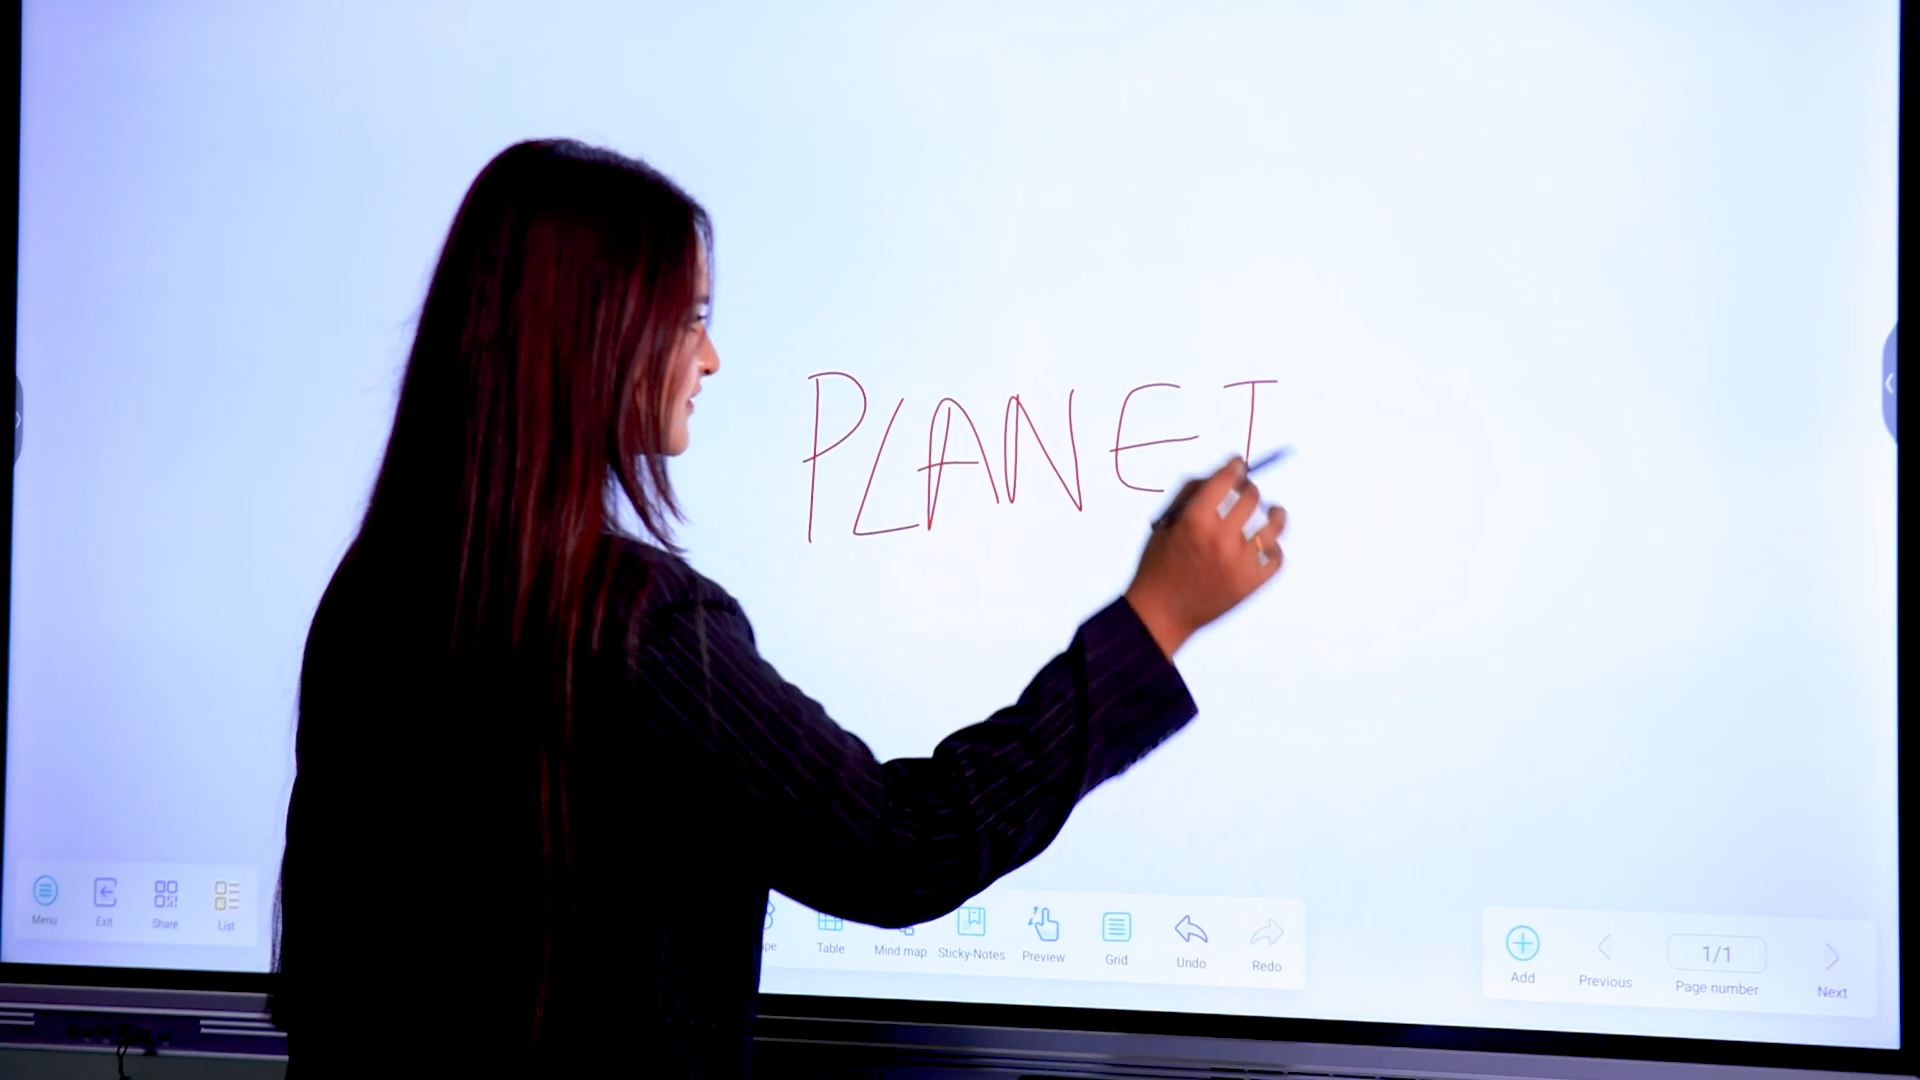 PLANET
Menu Exit Share List
Table Mind map Sticky-Notes Preview Grid Undo Redo
Add Previous 1/1 Page number Next